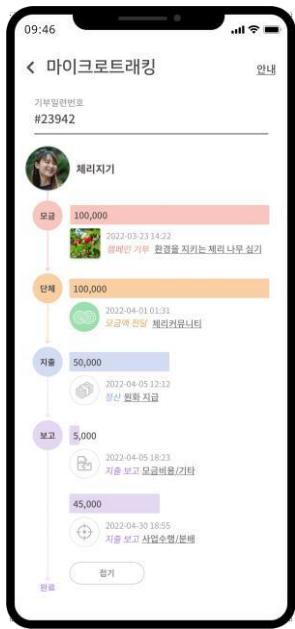 09:46
마이크로트래킹
안내
기부일련번호
#23942
체리지기
모금
100,000
2022-03-23 14:22
캠페인 기부 환경을 지키는 체리 나무 심기
단체
100,000
2022-04-01 01:31
모금액 전달 체리커뮤니티
지출
50,000
2022-04-05 12:12
정산 원화 지급
보고
5,000
2022-04-05 18:23
지출 보고 모금비용/기타
45,000
2022-04-30 18:55
지출 보고 사업수행/분배
접기
완료